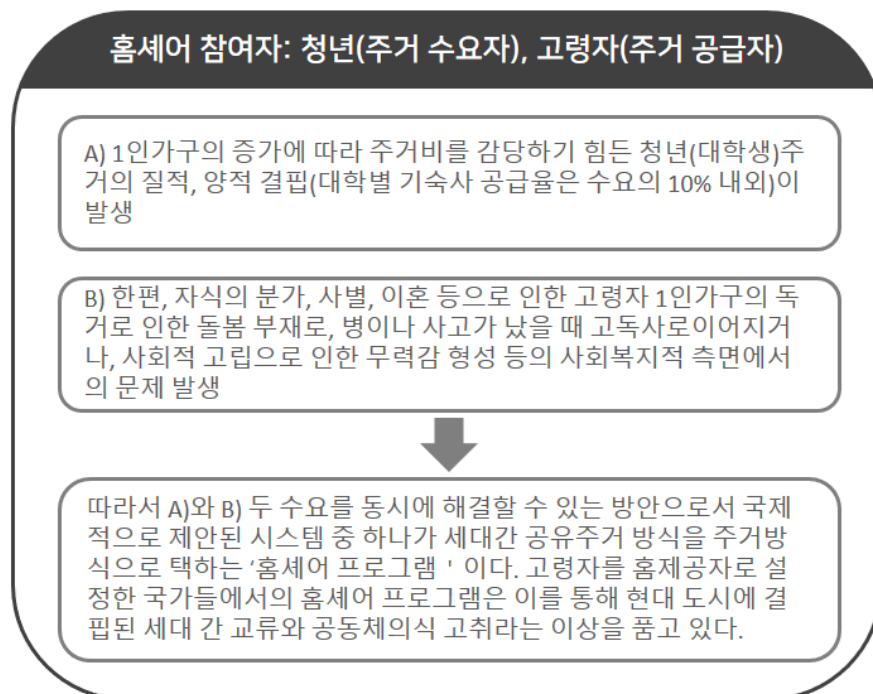 홈셰어 참여자: 청년(주거 수요자), 고령자(주거 공급자)
A) 1인가구의 증가에 따라 주거비를 감당하기 힘든 청년(대학생)주
거의 질적, 양적 결핍(대학별 기숙사 공급율은 수요의 10% 내외)이
발생
B) 한편, 자식의 분가, 사별, 이혼 등으로 인한 고령자 1인가구의 독
거로 인한 돌봄 부재로, 병이나 사고가 났을 때 고독사로이어지거
나, 사회적 고립으로 인한 무력감 형성 등의 사회복지적 측면에서
의 문제 발생
따라서 A)와 B) 두 수요를 동시에 해결할 수 있는 방안으로서 국제
적으로 제안된 시스템 중 하나가 세대간 공유주거 방식을 주거방
식으로 택하는 ‘홈셰어 프로그램 ' 이다. 고령자를 홈제공자로 설
정한 국가들에서의 홈셰어 프로그램은 이를 통해 현대 도시에 결
핍된 세대 간 교류와 공동체의식 고취라는 이상을 품고 있다.